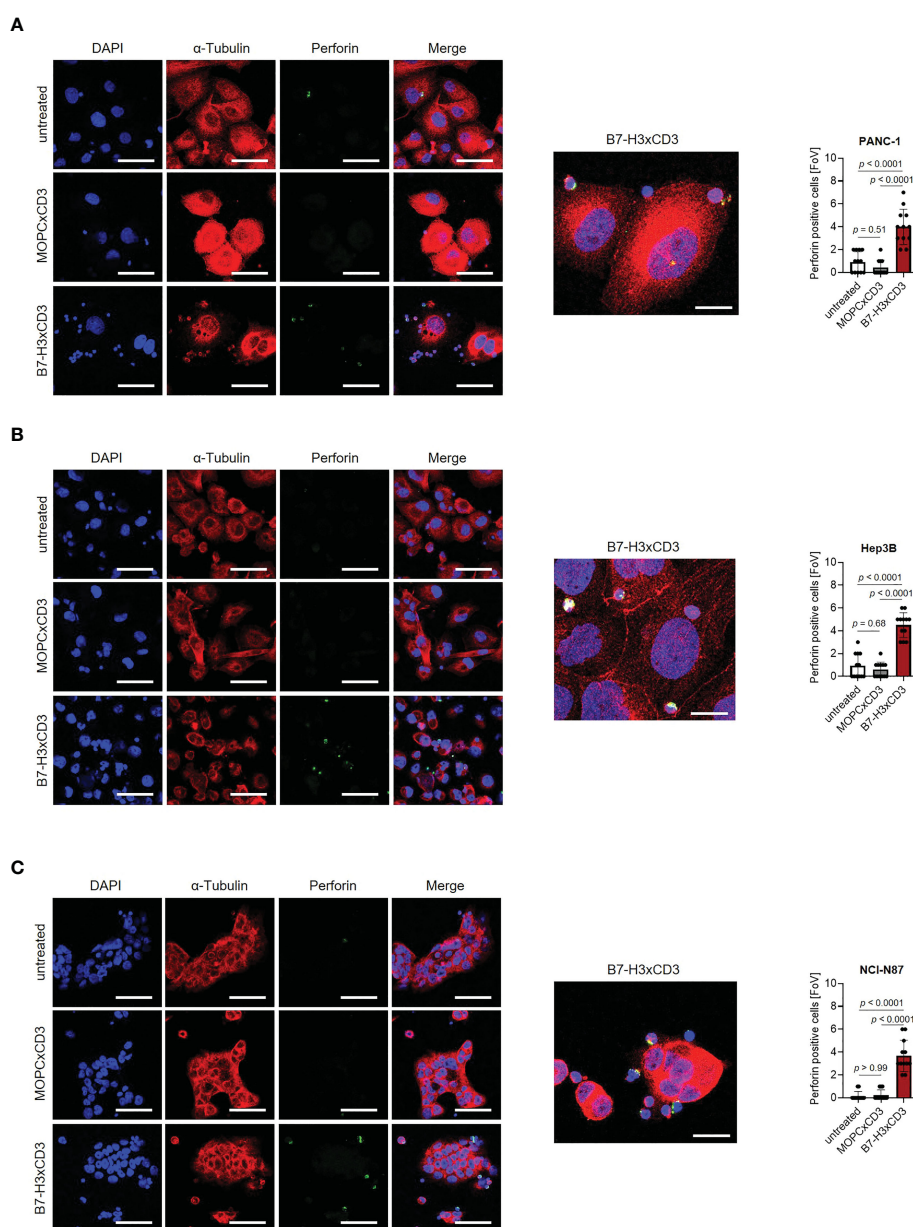 A
DAPI α-Tubulin Perforin Merge
untreated
MOPCxCD3
B7-H3xCD3
B7-H3xCD3
PANC-1
Perforin positive cells [FoV]
10
8
6
4
2
0
p < 0.0001
p < 0.0001
p = 0.51
untreated
MOPCxCD3
B7-H3xCD3
B
DAPI α-Tubulin Perforin Merge
untreated
MOPCxCD3
B7-H3xCD3
B7-H3xCD3
Hep3B
Perforin positive cells [FoV]
10
8
6
4
2
0
p < 0.0001
p < 0.0001
p = 0.68
untreated
MOPCxCD3
B7-H3xCD3
C
DAPI α-Tubulin Perforin Merge
untreated
MOPCxCD3
B7-H3xCD3
B7-H3xCD3
NCI-N87
Perforin positive cells [FoV]
10
8
6
4
2
0
p < 0.0001
p < 0.0001
p > 0.99
untreated
MOPCxCD3
B7-H3xCD3